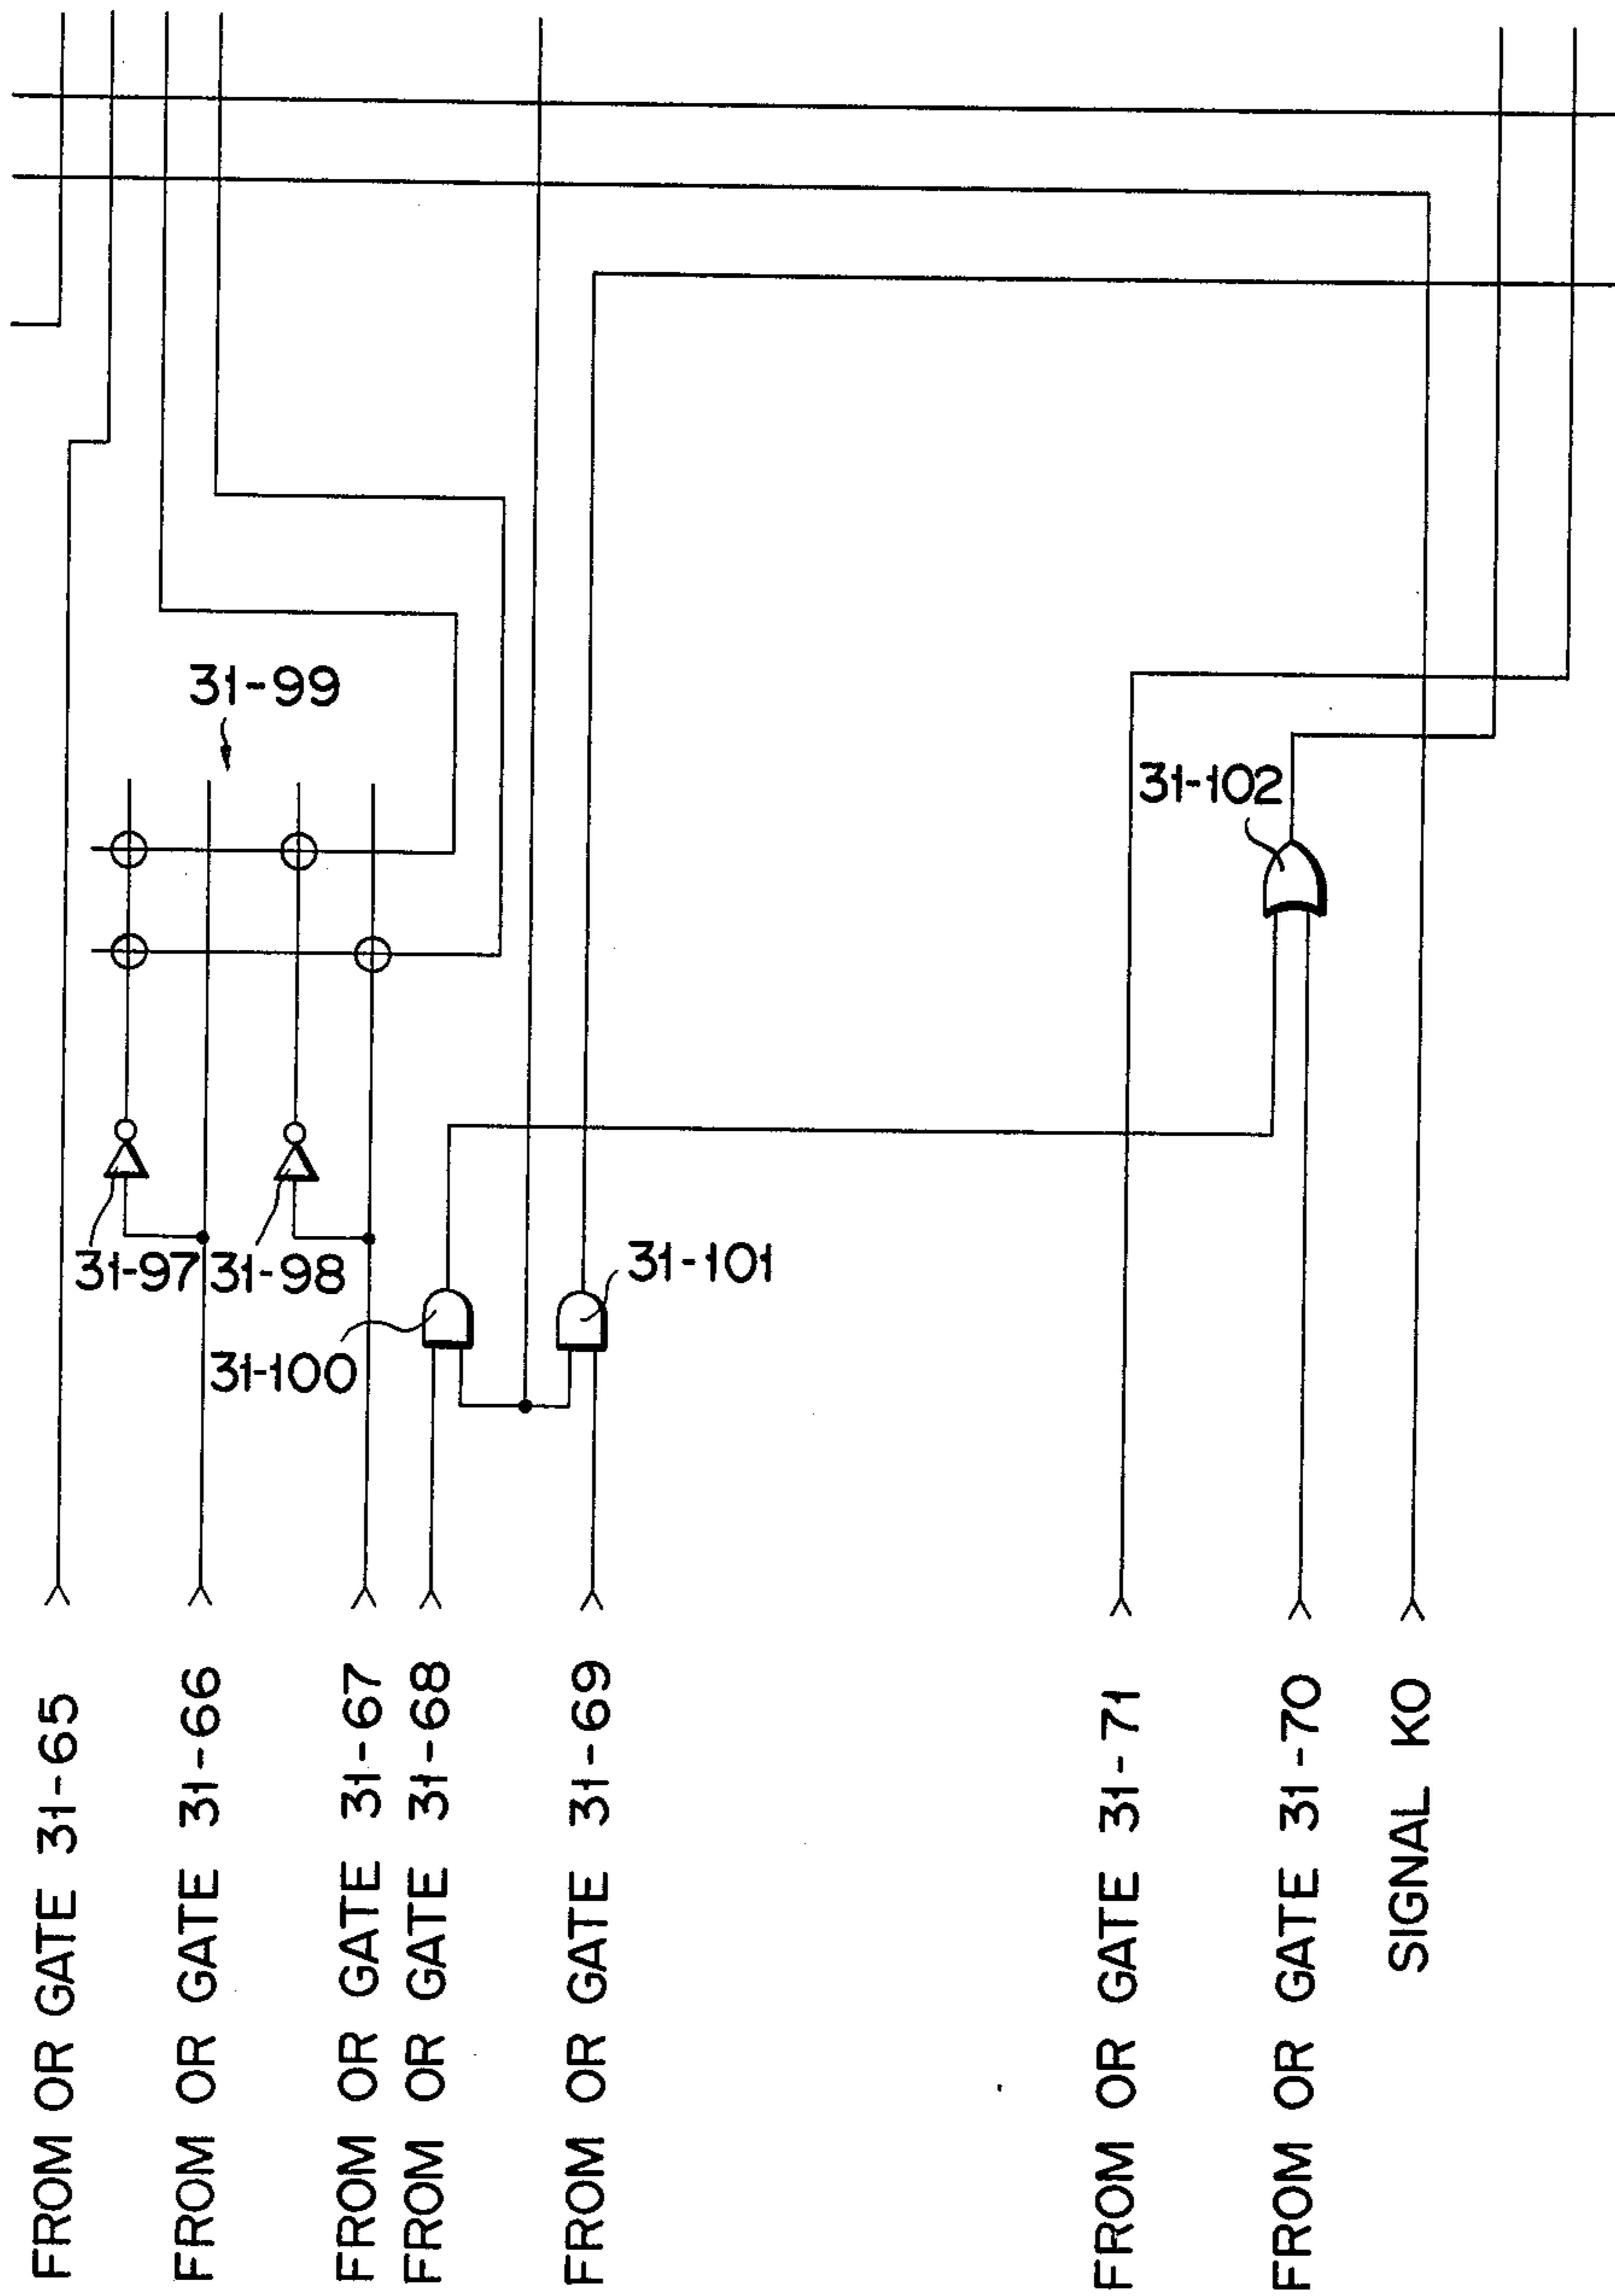 31-99
31-102
31-97
31-98
31-101
31-100
FROM OR GATE 31-65
FROM OR GATE 31-66
FROM OR GATE 31-67
FROM OR GATE 31-68
FROM OR GATE 31-69
FROM OR GATE 31-71
FROM OR GATE 31-70
SIGNAL KO